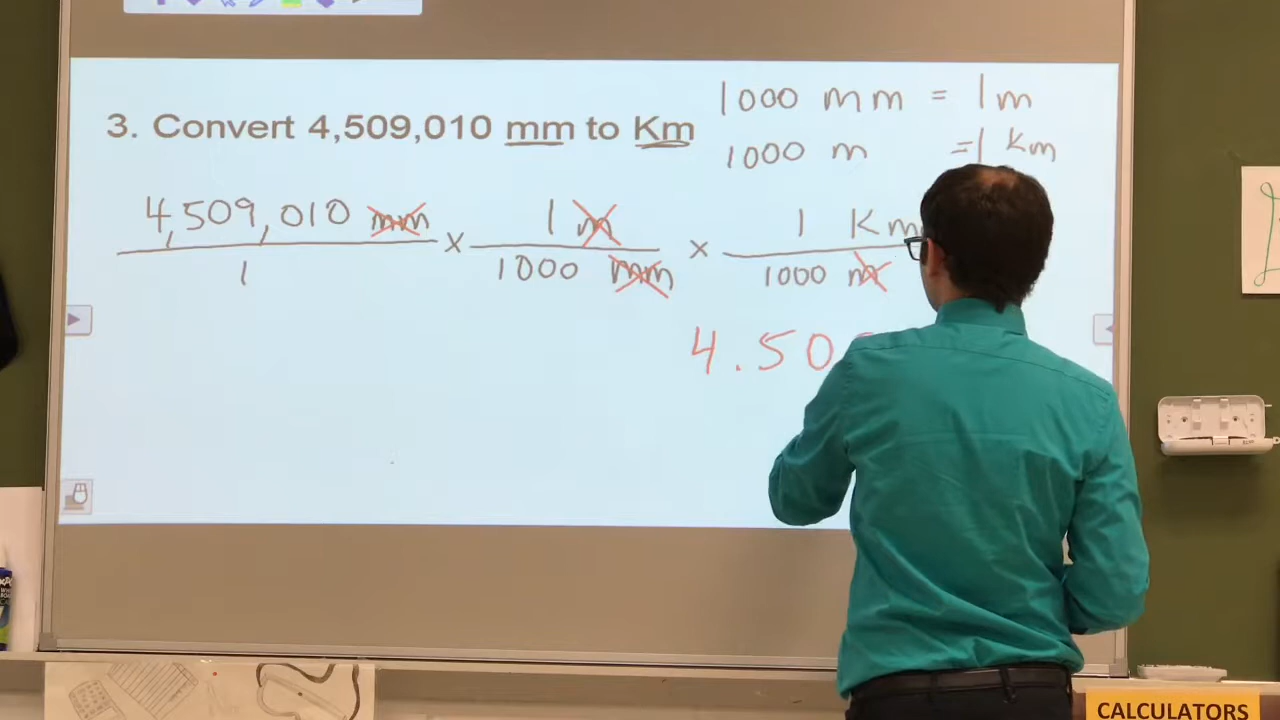 1000 mm = 1m
3. Convert 4,509,010 mm to Km
1000 m =1 Km
4,509,010 mm × 1 m × 1 Km
1 1000 mm 1000 m
4.50
CALCULATORS